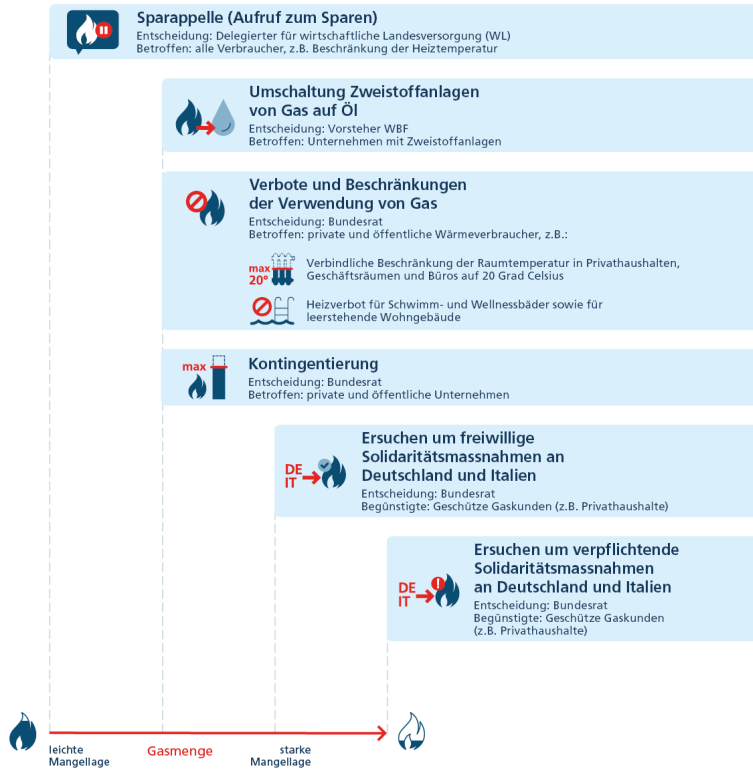 Sparappelle (Aufruf zum Sparen)
Entscheidung: Delegierter für wirtschaftliche Landesversorgung (WL)
Betroffen: alle Verbraucher, z.B. Beschränkung der Heiztemperatur
Umschaltung Zweistoffanlagen
von Gas auf Öl
Entscheidung: Vorsteher WBF
Betroffen: Unternehmen mit Zweistoffanlagen
Verbote und Beschränkungen
der Verwendung von Gas
Entscheidung: Bundesrat
Betroffen: private und öffentliche Wärmeverbraucher, z.B.:
max
20°
Verbindliche Beschränkung der Raumtemperatur in Privathaushalten,
Geschäftsräumen und Büros auf 20 Grad Celsius
Heizverbot für Schwimm- und Wellnessbäder sowie für
leerstehende Wohngebäude
max
Kontingentierung
Entscheidung: Bundesrat
Betroffen: private und öffentliche Unternehmen
DE
IT
Ersuchen um freiwillige
Solidaritätsmassnahmen an
Deutschland und Italien
Entscheidung: Bundesrat
Begünstigte: Geschütze Gaskunden (z.B. Privathaushalte)
DE
IT
Ersuchen um verpflichtende
Solidaritätsmassnahmen
an Deutschland und Italien
Entscheidung: Bundesrat
Begünstigte: Geschütze Gaskunden
(z.B. Privathaushalte)
leichte
Mangellage
Gasmenge
starke
Mangellage